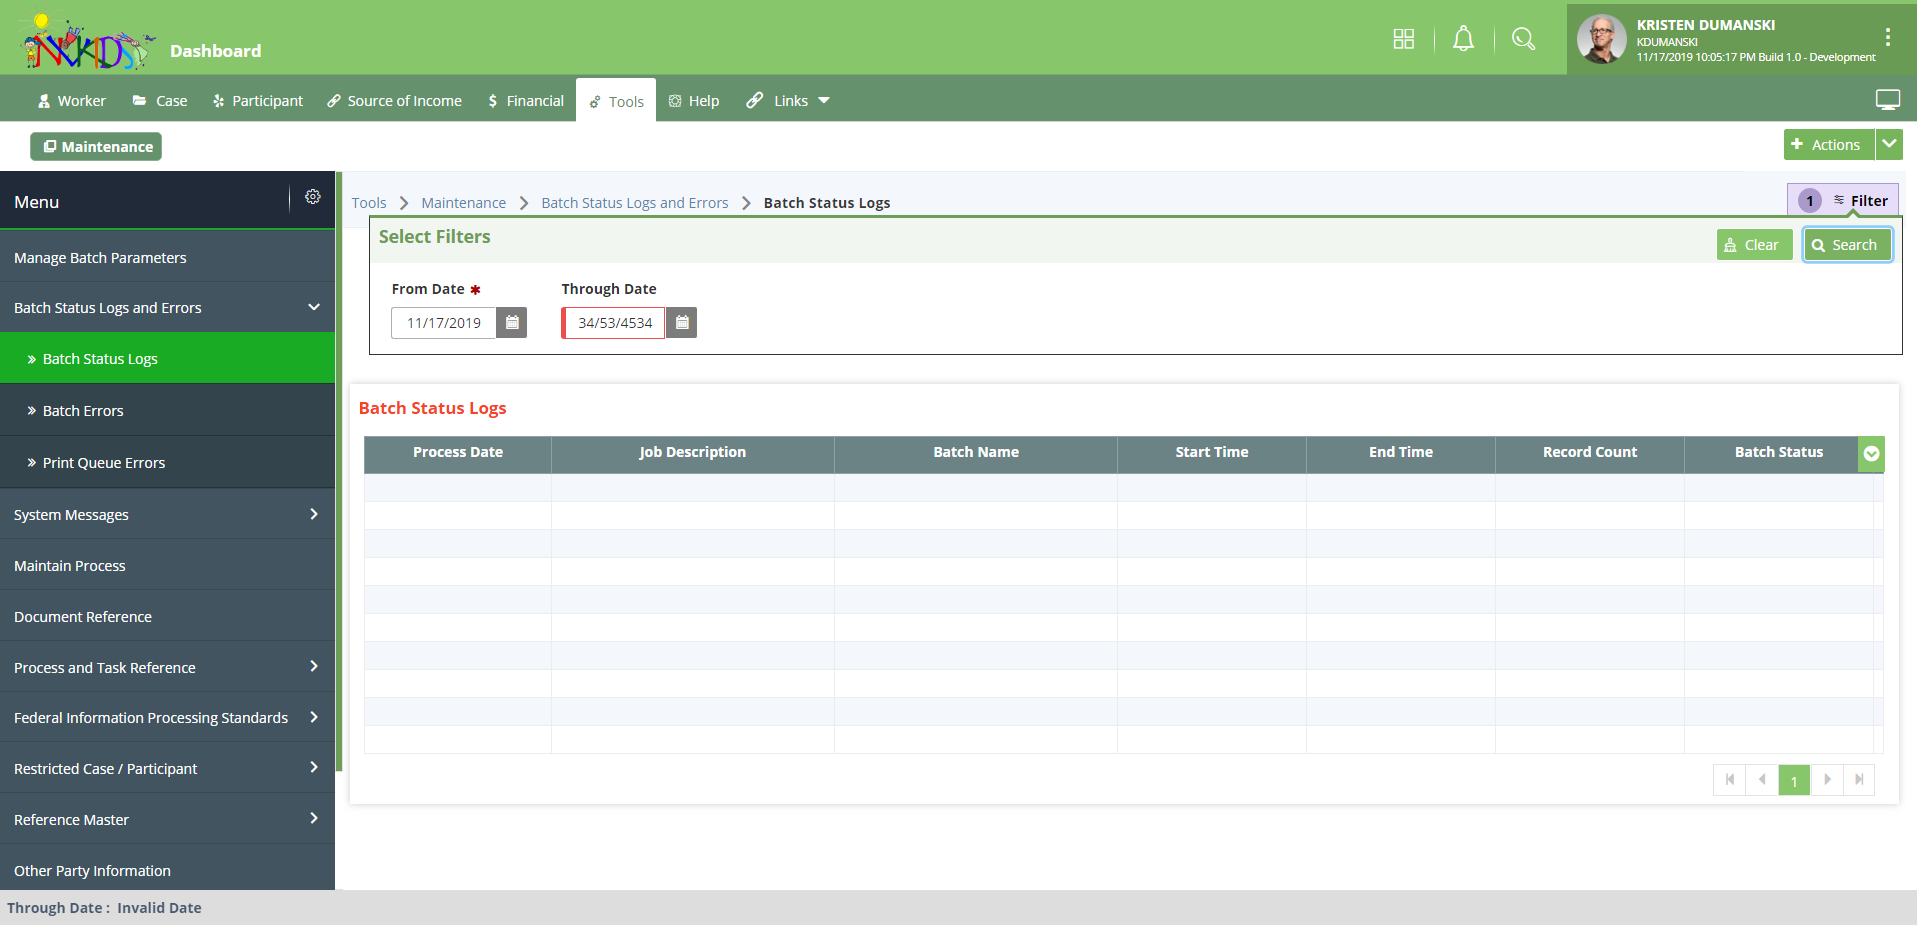 NVKIDS
Dashboard
KRISTEN DUMANSKI
KDUMANSKI
11/17/2019 10:05:17 PM Build 1.0 - Development
Worker Case Participant Source of Income $ Financial Tools Help Links
Maintenance
+ Actions
Menu
Manage Batch Parameters
Batch Status Logs and Errors
» Batch Status Logs
» Batch Errors
» Print Queue Errors
System Messages
Maintain Process
Document Reference
Process and Task Reference
Federal Information Processing Standards
Restricted Case / Participant
Reference Master
Other Party Information
Tools > Maintenance > Batch Status Logs and Errors > Batch Status Logs
1 Filter
Select Filters
Clear Search
From Date * Through Date
11/17/2019 34/53/4534
Batch Status Logs
Process Date Job Description Batch Name Start Time End Time Record Count Batch Status
1
Through Date : Invalid Date